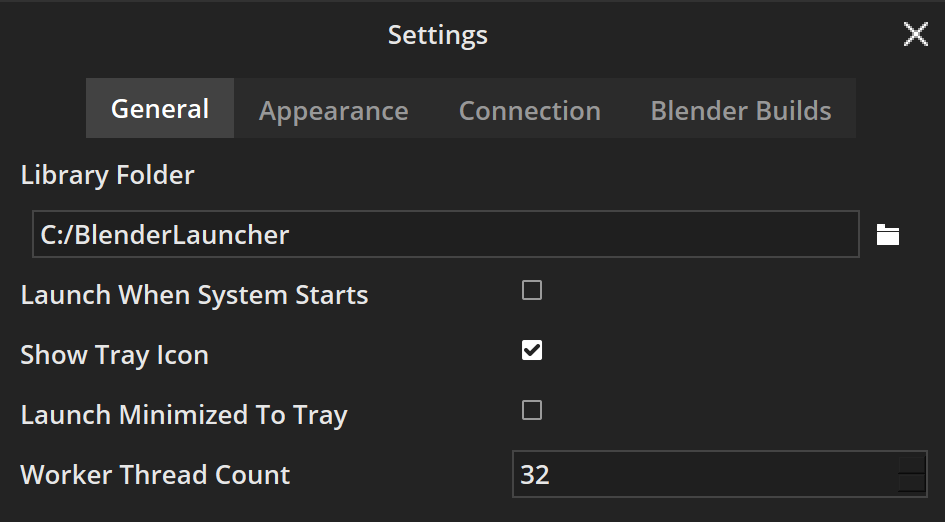 Settings
General Appearance Connection Blender Builds
Library Folder
C:/BlenderLauncher
Launch When System Starts
Show Tray Icon
Launch Minimized To Tray
Worker Thread Count 32